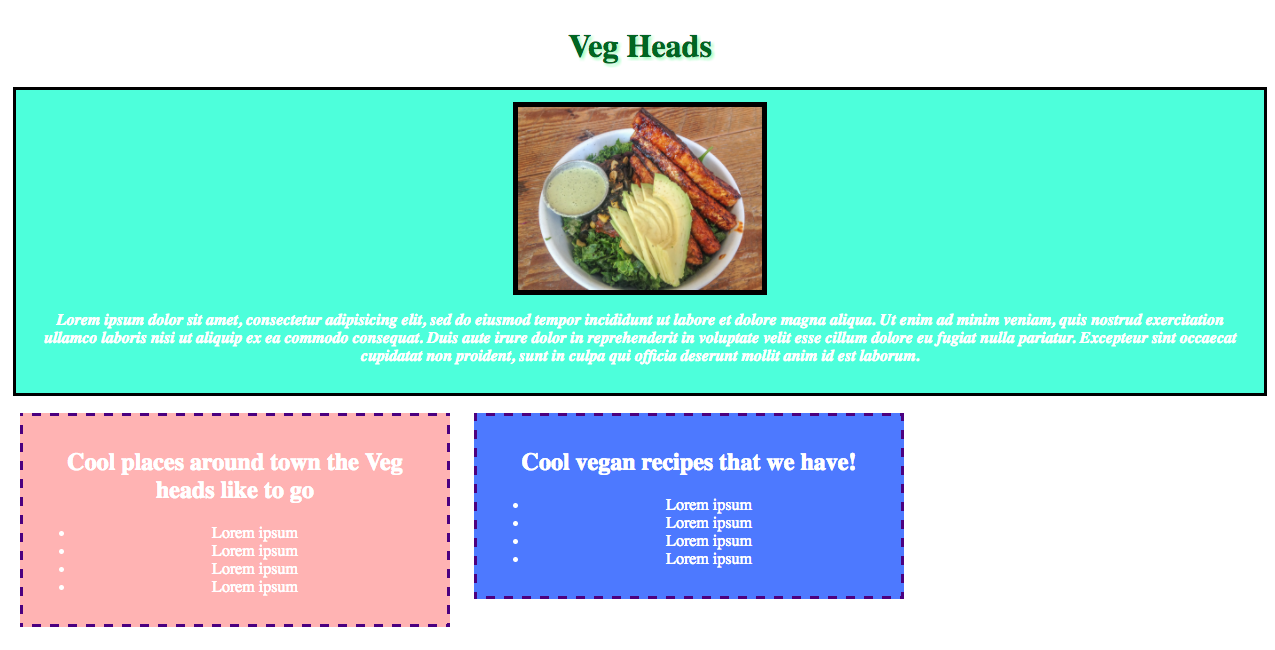 Veg Heads
Lorem ipsum dolor sit amet, consectetur adipisicing elit, sed do eiusmod tempor incididunt ut labore et dolore magna aliqua. Ut enim ad minim veniam, quis nostrud exercitation
ullamco laboris nisi ut aliquip ex ea commodo consequat. Duis aute irure dolor in reprehenderit in voluptate velit esse cillum dolore eu fugiat nulla pariatur. Excepteur sint occaecat
cupidatat non proident, sunt in culpa qui officia deserunt mollit anim id est laborum.
Cool places around town the Veg
heads like to go
Lorem ipsum
Lorem ipsum
Lorem ipsum
Lorem ipsum
Cool vegan recipes that we have!
Lorem ipsum
Lorem ipsum
Lorem ipsum
Lorem ipsum